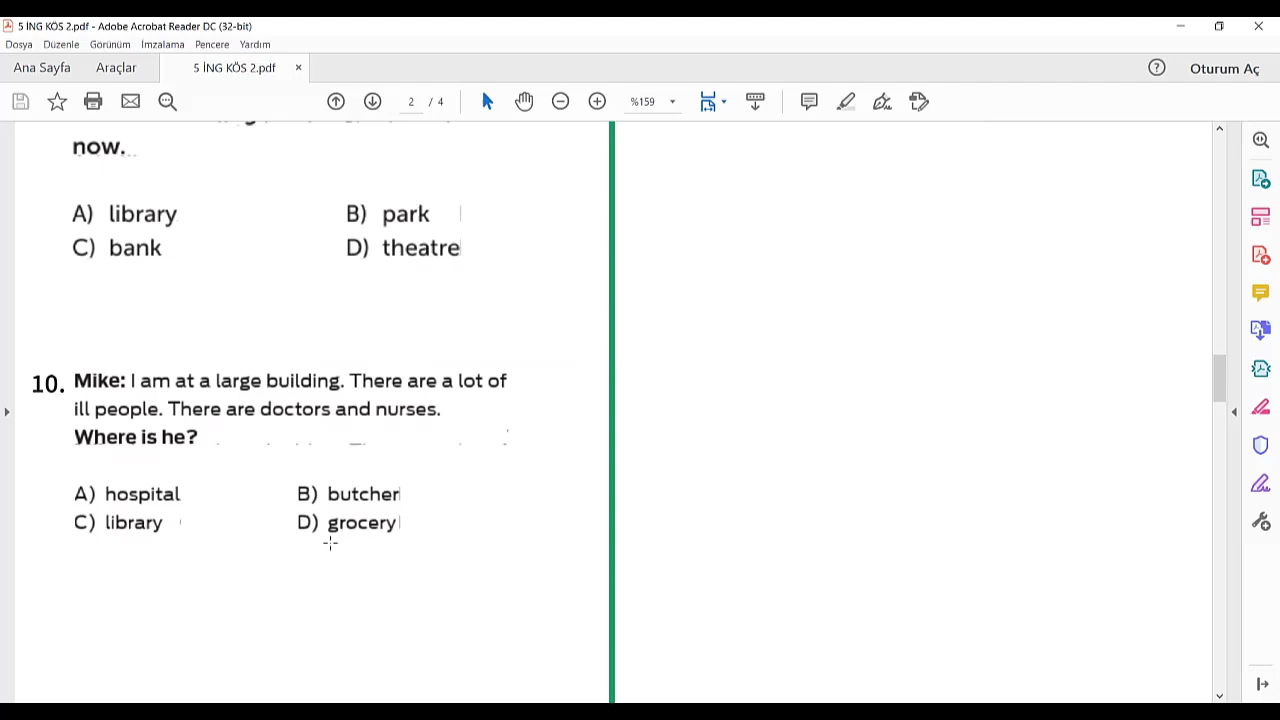 5 İNG KÖS 2.pdf - Adobe Acrobat Reader DC (32-bit)
Dosya Düzenle Görünüm İmzalama Pencere Yardım
Ana Sayfa Araçlar 5 İNG KÖS 2.pdf × Oturum Aç
2 / 4 %159
now.
A) library B) park
C) bank D) theatre
10. Mike: I am at a large building. There are a lot of
ill people. There are doctors and nurses.
Where is he?
A) hospital B) butcher
C) library D) grocery